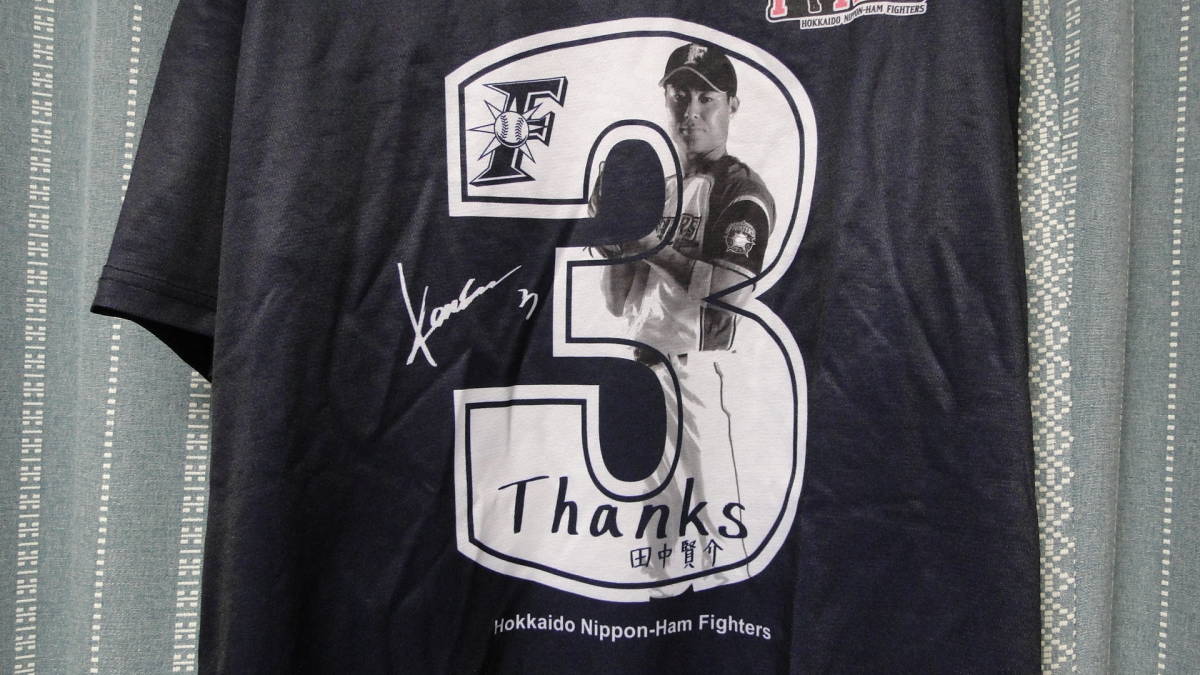 HOKKAIDO NIPPON-HAM FIGHTERS
F
3
Thanks
田中賢介
Hokkaido Nippon-Ham Fighters